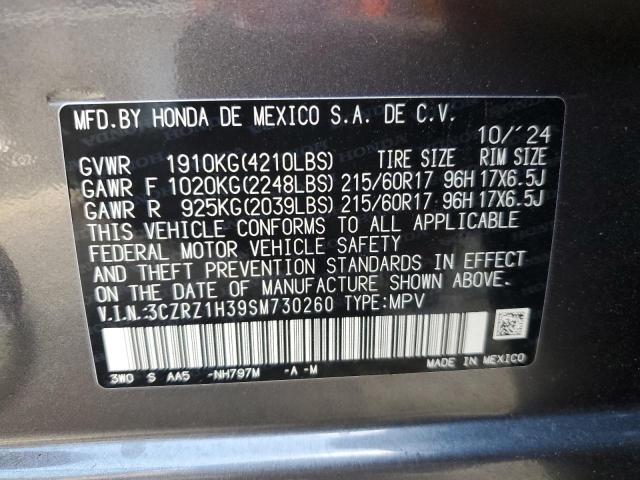 MFD.BY HONDA DE MEXICO S.A. DE C.V.
10/'24
GVWR 1910KG(4210LBS) TIRE SIZE RIM SIZE
GAWR F 1020KG(2248LBS) 215/60R17 96H 17X6.5J
GAWR R 925KG(2039LBS) 215/60R17 96H 17X6.5J
THIS VEHICLE CONFORMS TO ALL APPLICABLE
FEDERAL MOTOR VEHICLE SAFETY
AND THEFT PREVENTION STANDARDS IN EFFECT
ON THE DATE OF MANUFACTURE SHOWN ABOVE.
V.I.N.:3CZRZ1H39SM730260 TYPE:MPV
MADE IN MEXICO
3W0 S AA5 -NH797M -A -M